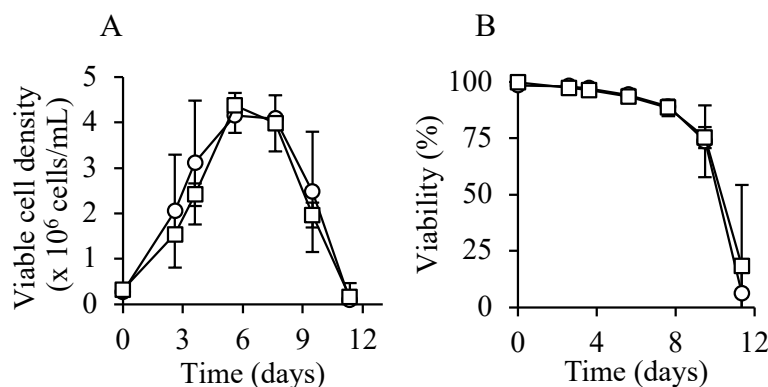 A
Viable cell density
(x 10⁶ cells/mL)
5
4
3
2
1
0
0 3 6 9 12
Time (days)
B
Viability (%)
100
75
50
25
0
0 4 8 12
Time (days)